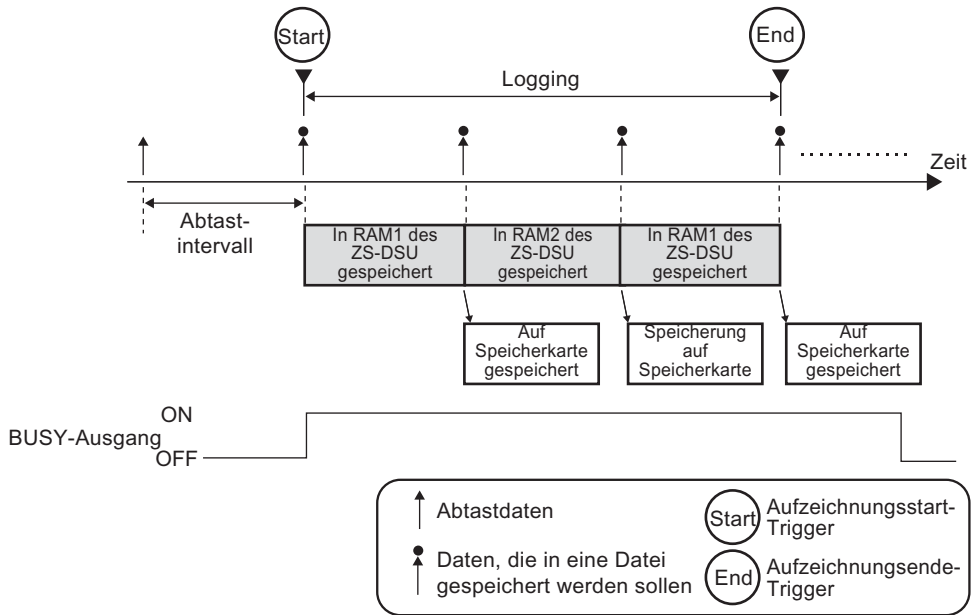 Start
End
Logging
Zeit
Abtast-
intervall
In RAM1 des
ZS-DSU
gespeichert
In RAM2 des
ZS-DSU
gespeichert
In RAM1 des
ZS-DSU
gespeichert
Auf
Speicherkarte
gespeichert
Speicherung
auf
Speicherkarte
Auf
Speicherkarte
gespeichert
ON
BUSY-Ausgang
OFF
Abtastdaten
Daten, die in eine Datei
gespeichert werden sollen
Start
Aufzeichnungsstart-
Trigger
End
Aufzeichnungsende-
Trigger